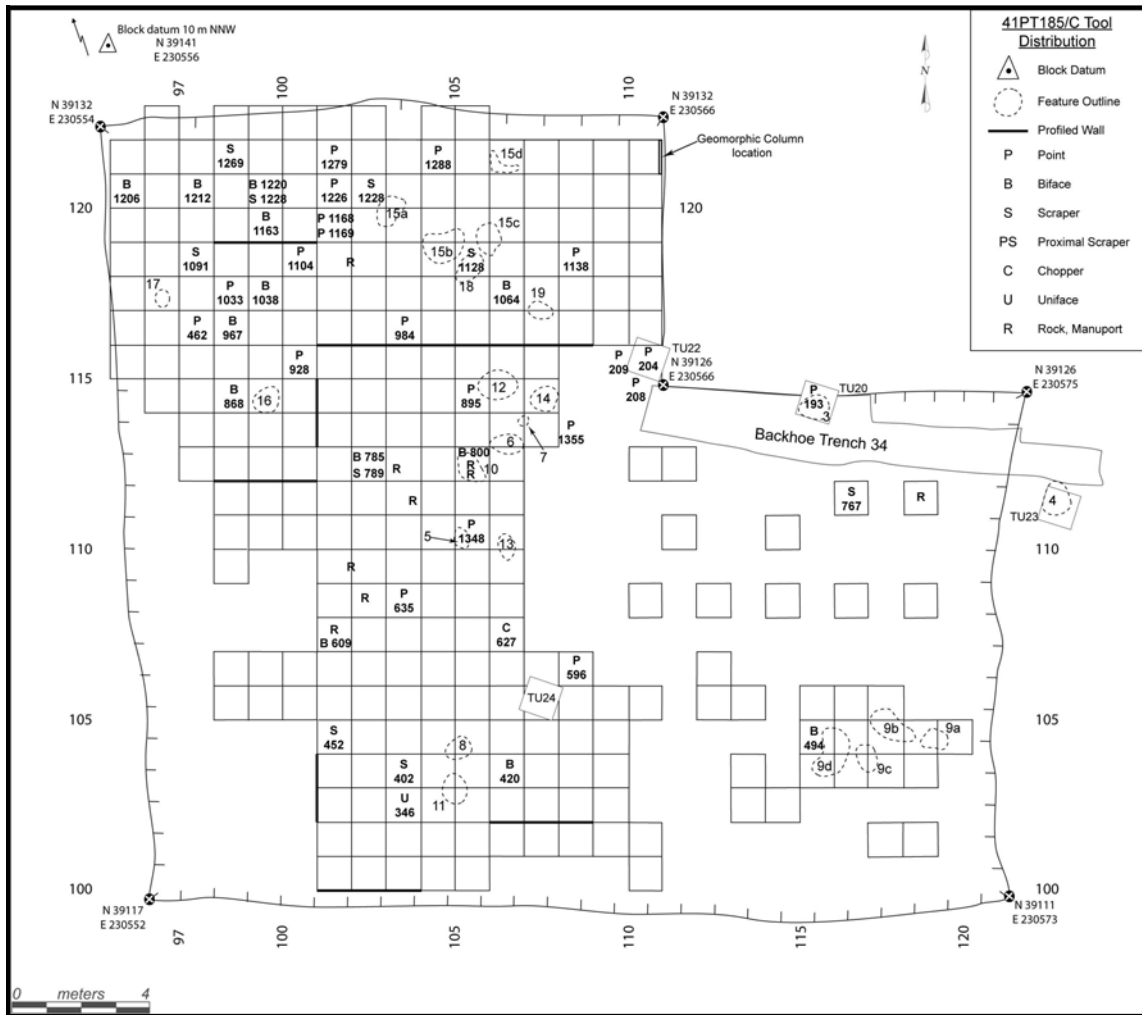 Block datum 10 m NNW
N 39141
E 230556
41PT185/C Tool
Distribution
Block Datum
Feature Outline
Profiled Wall
P Point
B Biface
S Scraper
PS Proximal Scraper
C Chopper
U Uniface
R Rock, Manuport
N
97
100
105
110
N 39132
E 230554
N 39132
E 230566
Geomorphic Column
location
S
1269
P
1279
P
1288
15d
B
1206
B
1212
B 1220
S 1228
P
1226
S
1228
120
120
B
1163
P 1168
P 1169
15a
15c
15b
S
1091
P
1104
R
S
1128
P
1138
18
17
P
1033
B
1038
B
1064
19
P
462
B
967
P
984
TU22
P
928
P
209
P
204
N 39126
E 230566
N 39126
E 230575
115
B
868
16
P
895
12
14
P
208
P
193
3
TU20
6
7
P
1355
Backhoe Trench 34
B 785
S 789
R
B 800
R
R
10
R
S
767
R
4
TU23
5
P
1348
13
110
110
R
R
P
635
R
B 609
C
627
P
596
TU24
105
105
S
452
8
B
494
9b
9a
9d
9c
S
402
B
420
11
U
346
100
100
N 39117
E 230552
N 39111
E 230573
97
100
105
110
115
120
0 meters 4